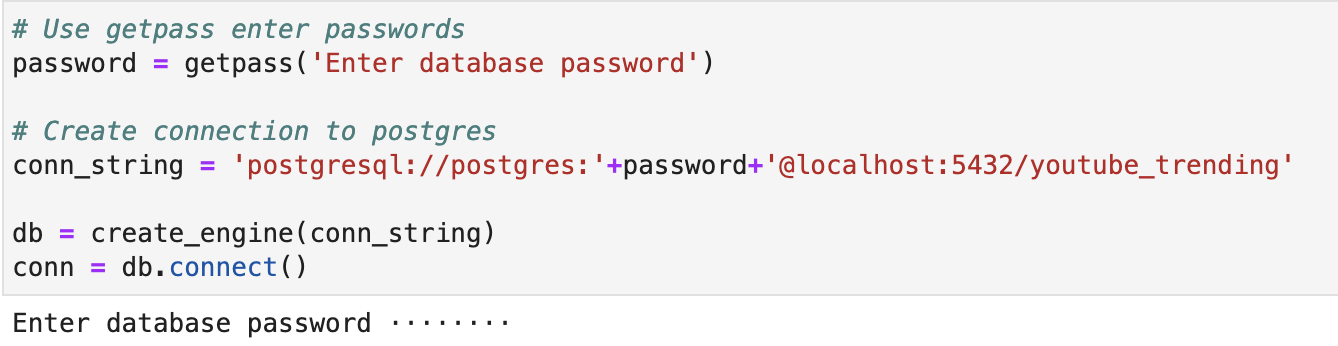 # Use getpass enter passwords
password = getpass('Enter database password')
# Create connection to postgres
conn_string = 'postgresql://postgres:'+password+'@localhost:5432/youtube_trending'
db = create_engine(conn_string)
conn = db.connect()
Enter database password ········